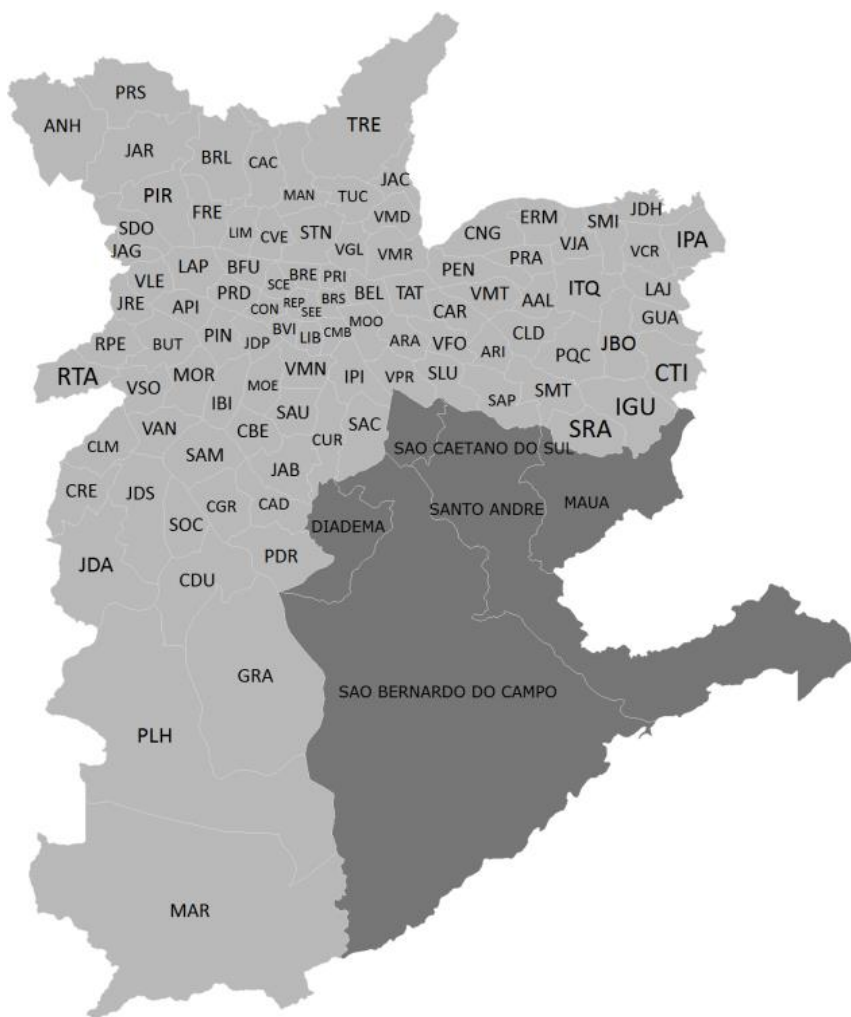 PRS
ANH
TRE
JAR
BRL
CAC
JAC
PIR
MAN
TUC
FRE
VMD
JDH
ERM
SMI
SDO
LIM
CVE
STN
CNG
IPA
VJA
JAG
VGL
VMR
VCR
PRA
LAP
BFU
PEN
VLE
BRE
PRI
SCE
ITQ
LAJ
PRD
BEL
TAT
VMT
AAL
JRE
API
CON
REP
BRS
SEE
CAR
GUA
MOO
RPE
BUT
PIN
JDP
BVI
LIB
CMB
ARA
VFO
CLD
JBO
ARI
PQC
RTA
VSO
MOR
MOE
VMN
IPI
VPR
SLU
CTI
SMT
IBI
SAP
IGU
SAU
VAN
CBE
CUR
SAC
SRA
CLM
SAM
SAO CAETANO DO SUL
JAB
CRE
JDS
CGR
CAD
SANTO ANDRE
MAUA
SOC
DIADEMA
JDA
CDU
PDR
GRA
SAO BERNARDO DO CAMPO
PLH
MAR